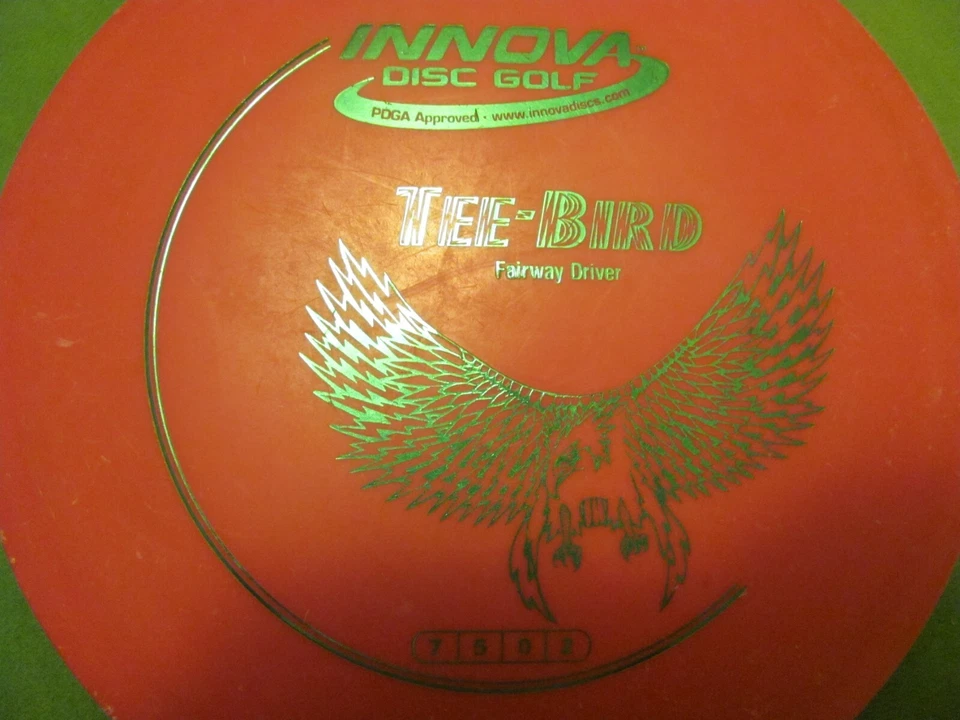 INNOVA
DISC GOLF
PDGA Approved · www.innovadiscs.com
TEE-BIRD
Fairway Driver
7 5 0 2